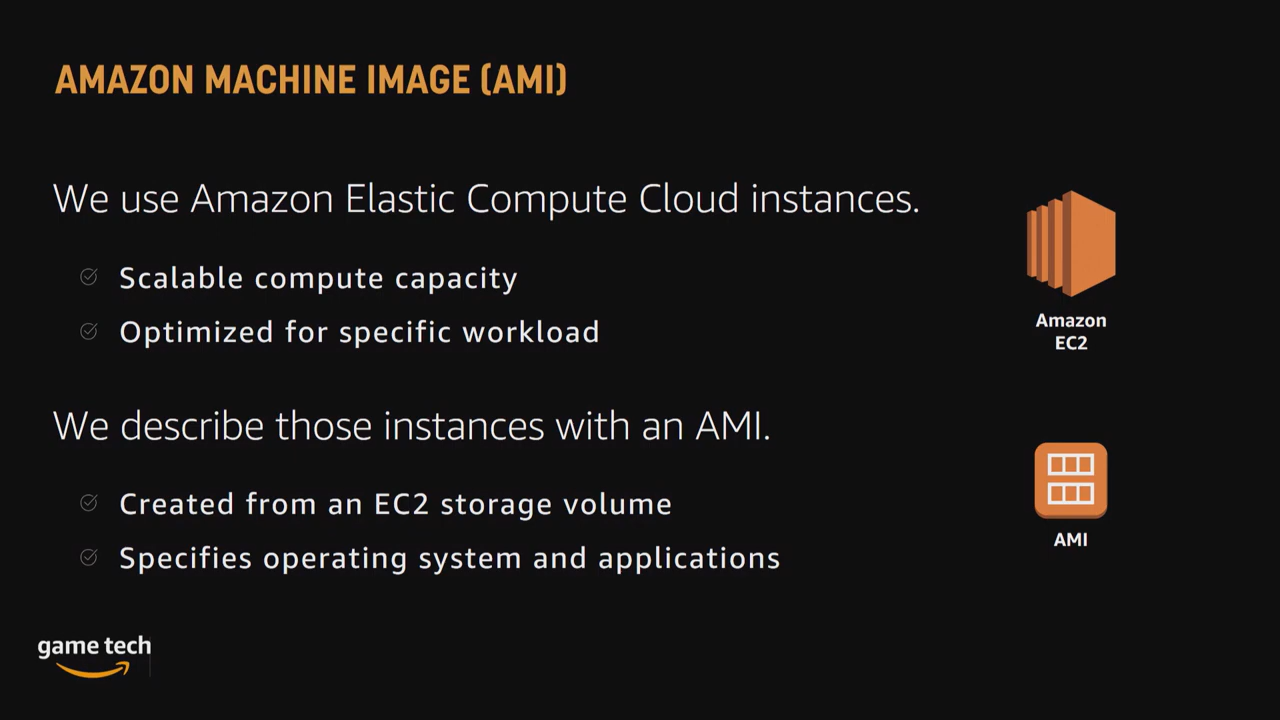 AMAZON MACHINE IMAGE (AMI)
We use Amazon Elastic Compute Cloud instances.
Scalable compute capacity
Optimized for specific workload
Amazon
EC2
We describe those instances with an AMI.
Created from an EC2 storage volume
Specifies operating system and applications
AMI
game tech